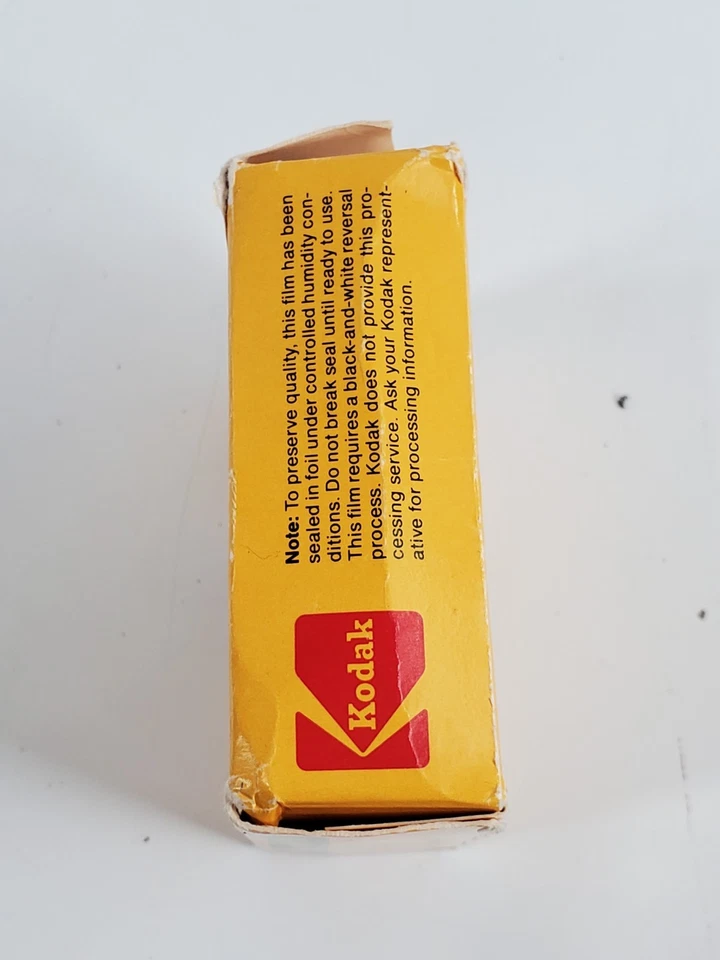 Note: To preserve quality, this film has been
sealed in foil under controlled humidity con-
ditions. Do not break seal until ready to use.
This film requires a black-and-white reversal
process. Kodak does not provide this pro-
cessing service. Ask your Kodak represent-
ative for processing information.
Kodak